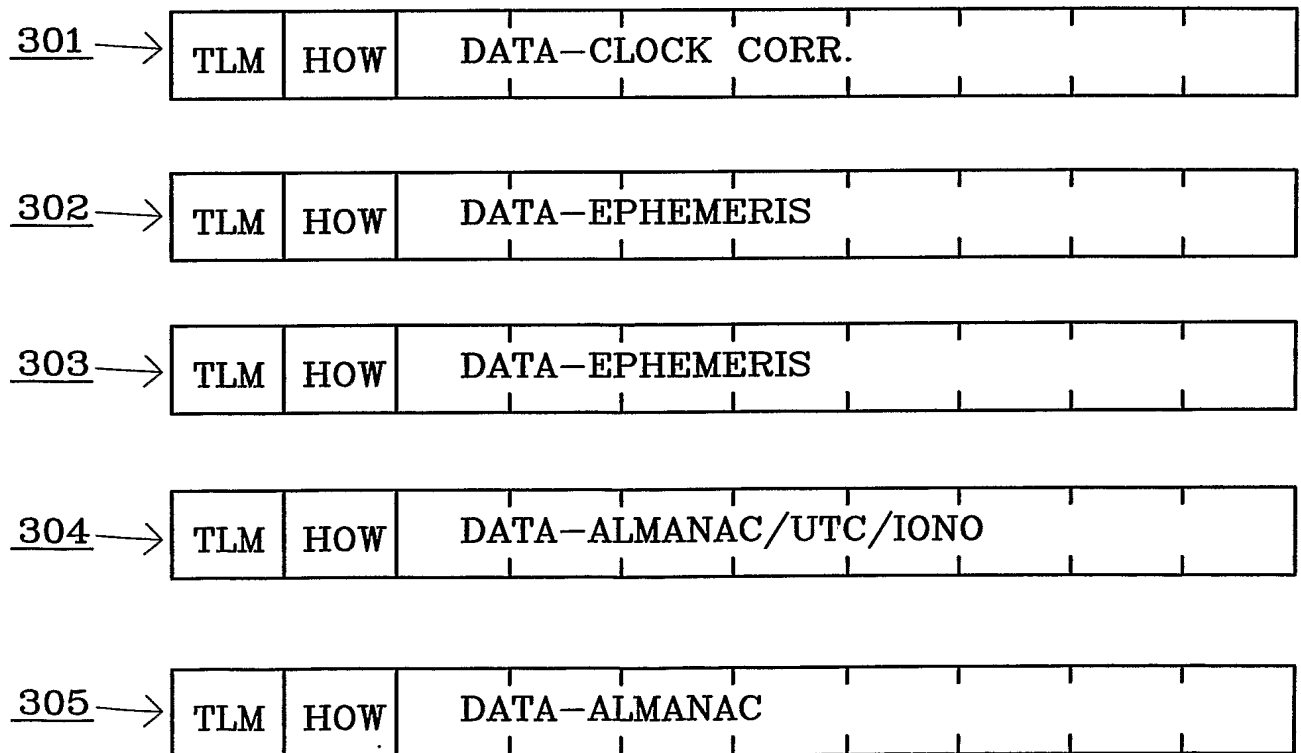 301 TLM HOW DATA-CLOCK CORR.
302 TLM HOW DATA-EPHEMERIS
303 TLM HOW DATA-EPHEMERIS
304 TLM HOW DATA-ALMANAC/UTC/IONO
305 TLM HOW DATA-ALMANAC